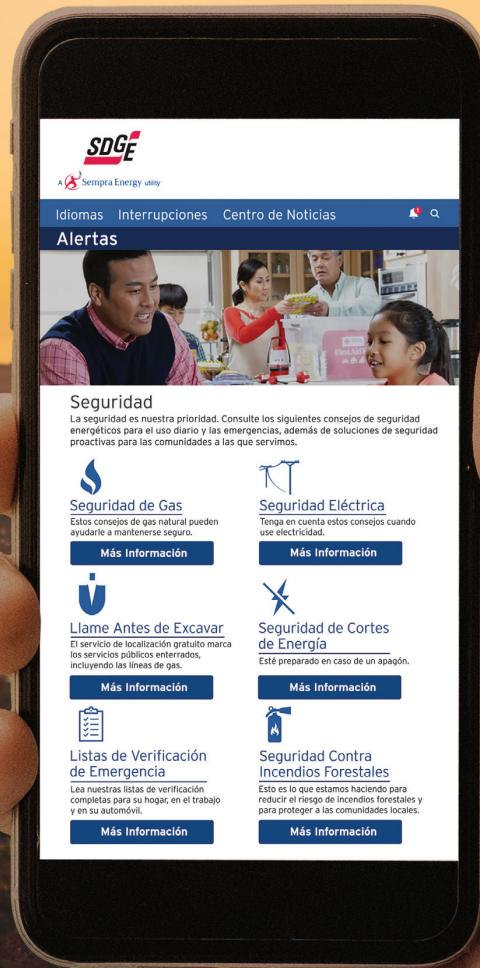 SDGE
A Sempra Energy utility
Idiomas Interrupciones Centro de Noticias
Alertas
First Aid
Seguridad
La seguridad es nuestra prioridad. Consulte los siguientes consejos de seguridad
energéticos para el uso diario y las emergencias, además de soluciones de seguridad
proactivas para las comunidades a las que servimos.
Seguridad de Gas
Estos consejos de gas natural pueden
ayudarle a mantenerse seguro.
Más Información
Seguridad Eléctrica
Tenga en cuenta estos consejos cuando
use electricidad.
Más Información
Llame Antes de Excavar
El servicio de localización gratuito marca
los servicios públicos enterrados,
incluyendo las líneas de gas.
Más Información
Seguridad de Cortes
de Energía
Esté preparado en caso de un apagón.
Más Información
Listas de Verificación
de Emergencia
Lea nuestras listas de verificación
completas para su hogar, en el trabajo
y en su automóvil.
Más Información
Seguridad Contra
Incendios Forestales
Esto es lo que estamos haciendo para
reducir el riesgo de incendios forestales y
para proteger a las comunidades locales.
Más Información